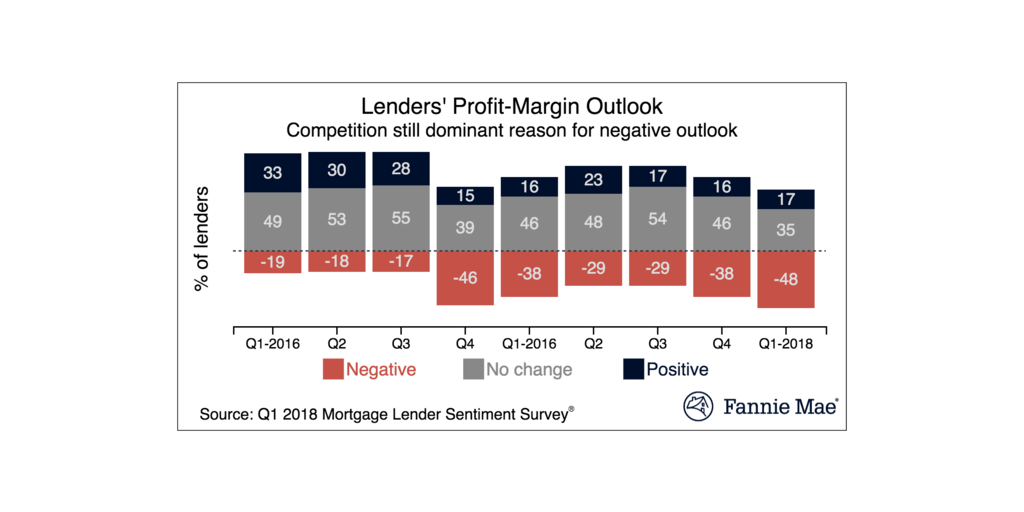 Lenders' Profit-Margin Outlook
Competition still dominant reason for negative outlook
% of lenders
33 30 28 15 16 23 17 16 17
49 53 55 39 46 48 54 46 35
-19 -18 -17 -46 -38 -29 -29 -38 -48
Q1-2016 Q2 Q3 Q4 Q1-2016 Q2 Q3 Q4 Q1-2018
Negative No change Positive
Source: Q1 2018 Mortgage Lender Sentiment Survey®
Fannie Mae®